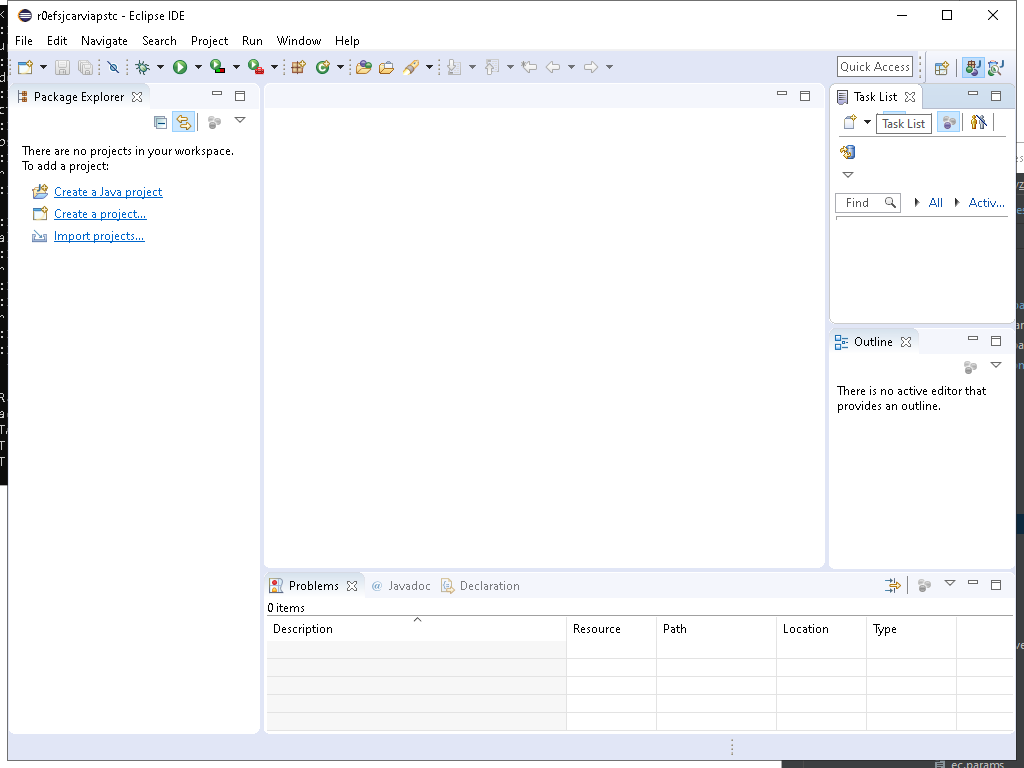 r0efsjcarviapstc - Eclipse IDE
File Edit Navigate Search Project Run Window Help
Quick Access
Package Explorer
There are no projects in your workspace.
To add a project:
Create a Java project
Create a project...
Import projects...
Task List
Task List
Find
All
Activ...
Outline
There is no active editor that
provides an outline.
Problems
@ Javadoc
Declaration
0 items
Description Resource Path Location Type
ec.params